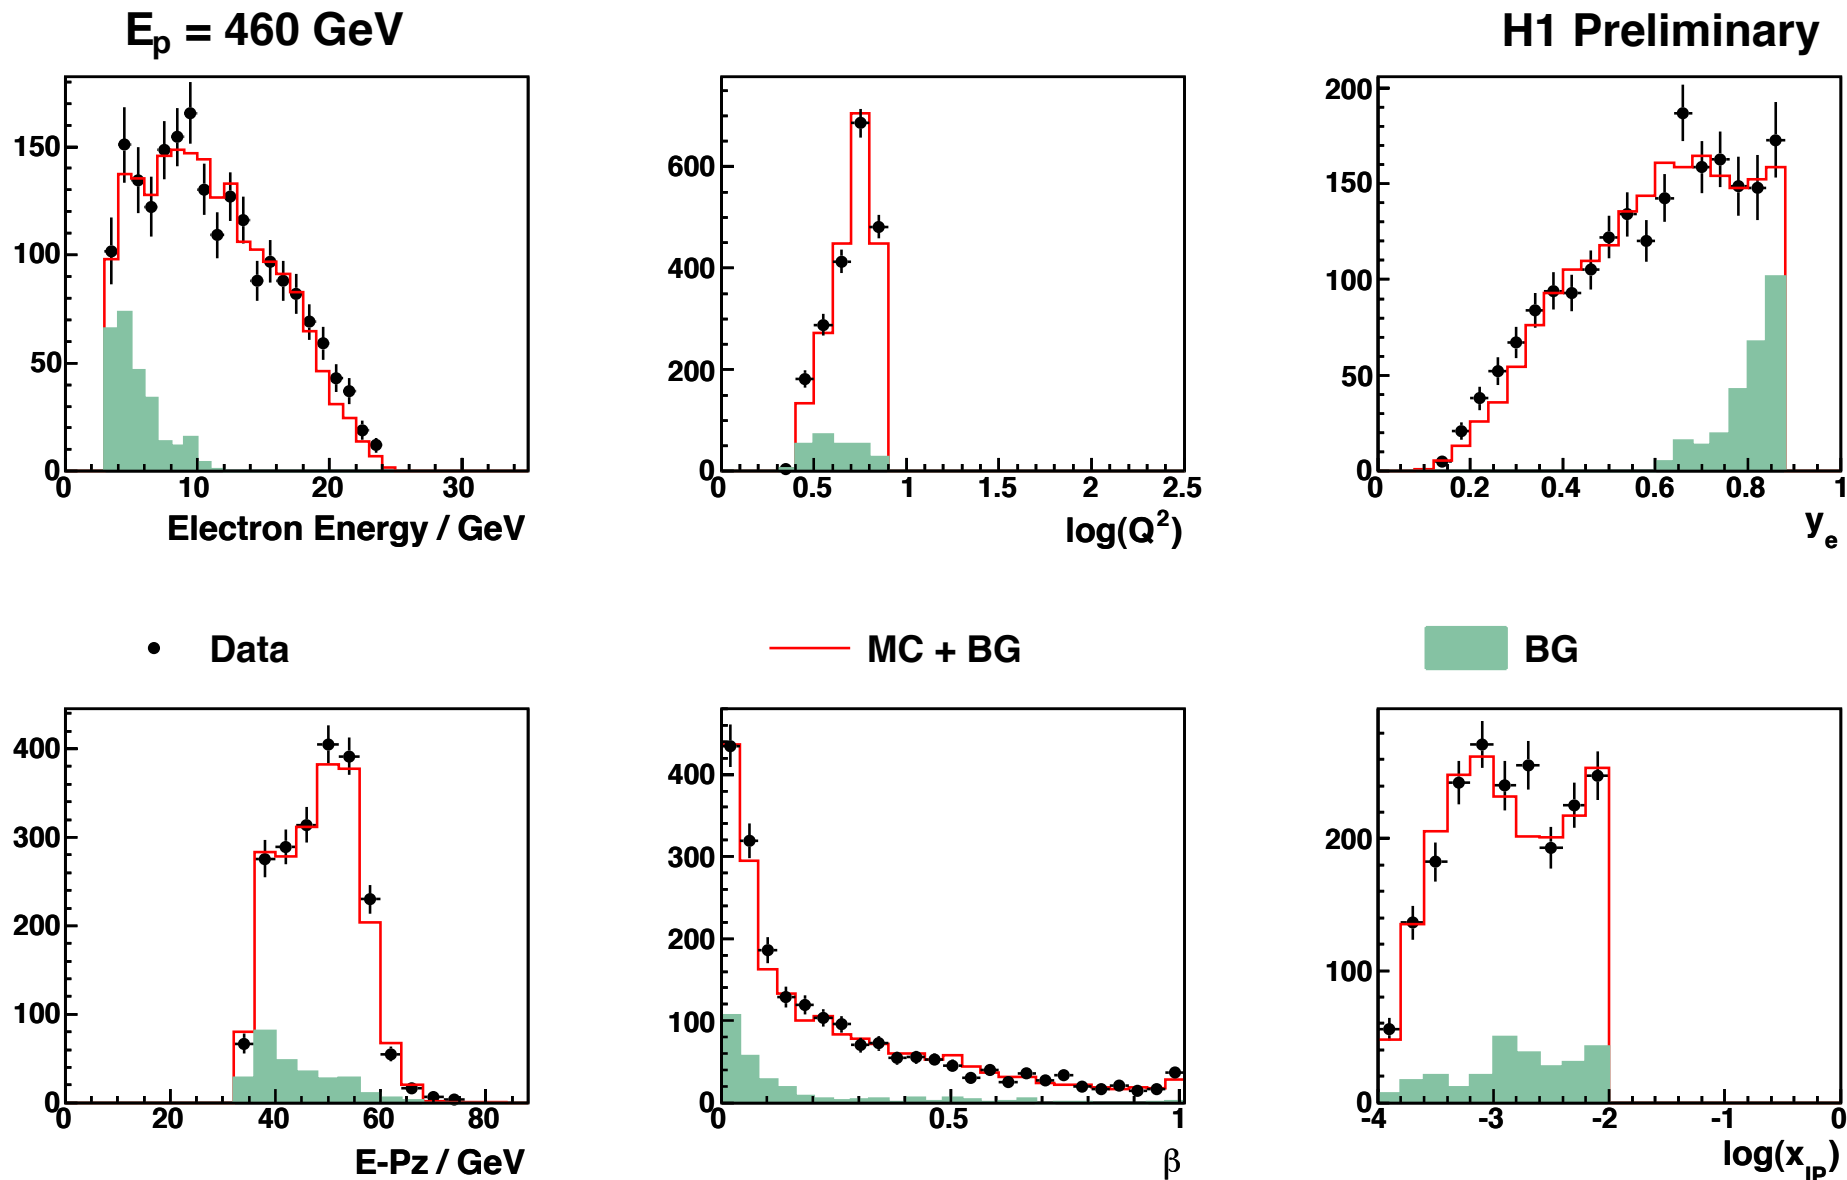 E_p = 460 GeV
H1 Preliminary
150
100
50
0
0 10 20 30
Electron Energy / GeV
600
400
200
0
0 0.5 1 1.5 2 2.5
log(Q^2)
200
150
100
50
0
0 0.2 0.4 0.6 0.8 1
y_e
Data
MC + BG
BG
400
300
200
100
0
0 20 40 60 80
E-Pz / GeV
400
300
200
100
0
0 0.5 1
β
200
100
0
-4 -3 -2 -1 0
log(x_IP)